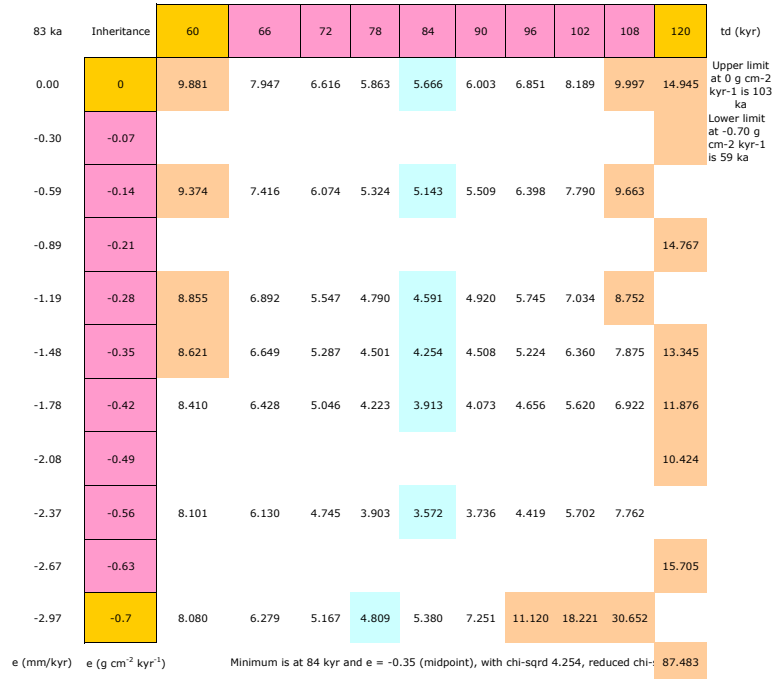 83 ka Inheritance 60 66 72 78 84 90 96 102 108 120 td (kyr)
0.00 0 9.881 7.947 6.616 5.863 5.666 6.003 6.851 8.189 9.997 14.945
Upper limit
at 0 g cm-2
kyr-1 is 103
ka
Lower limit
at -0.70 g
cm-2 kyr-1
is 59 ka
-0.30 -0.07
-0.59 -0.14 9.374 7.416 6.074 5.324 5.143 5.509 6.398 7.790 9.663
-0.89 -0.21 14.767
-1.19 -0.28 8.855 6.892 5.547 4.790 4.591 4.920 5.745 7.034 8.752
-1.48 -0.35 8.621 6.649 5.287 4.501 4.254 4.508 5.224 6.360 7.875 13.345
-1.78 -0.42 8.410 6.428 5.046 4.223 3.913 4.073 4.656 5.620 6.922 11.876
-2.08 -0.49 10.424
-2.37 -0.56 8.101 6.130 4.745 3.903 3.572 3.736 4.419 5.702 7.762
-2.67 -0.63 15.705
-2.97 -0.7 8.080 6.279 5.167 4.809 5.380 7.251 11.120 18.221 30.652
e (mm/kyr) e (g cm⁻² kyr⁻¹) Minimum is at 84 kyr and e = -0.35 (midpoint), with chi-sqrd 4.254, reduced 87.483